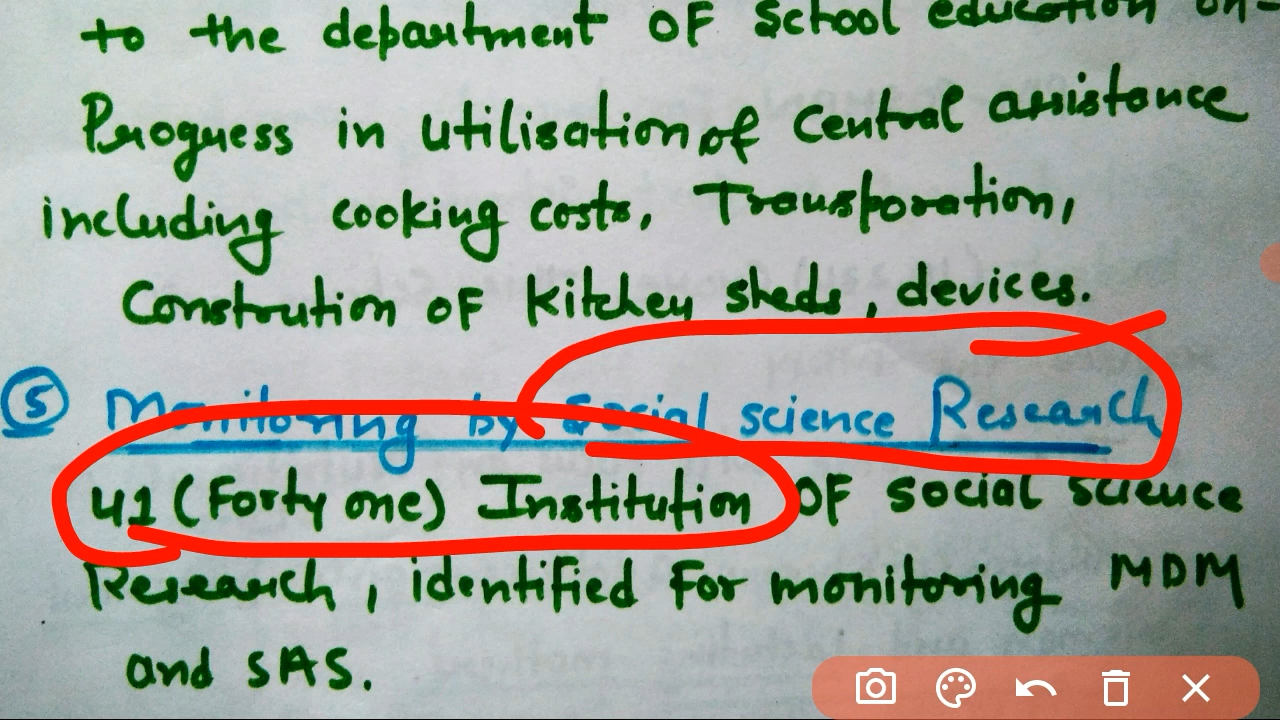 to the department of School education on-
Progress in utilisation of Central assistance
including cooking costs, Transporation,
Constrution of kitchey sheds, devices.
5 Monitoring by social science Research
41 (Forty one) Institution of social science
Research, identified for monitoring MDM
and SAS.